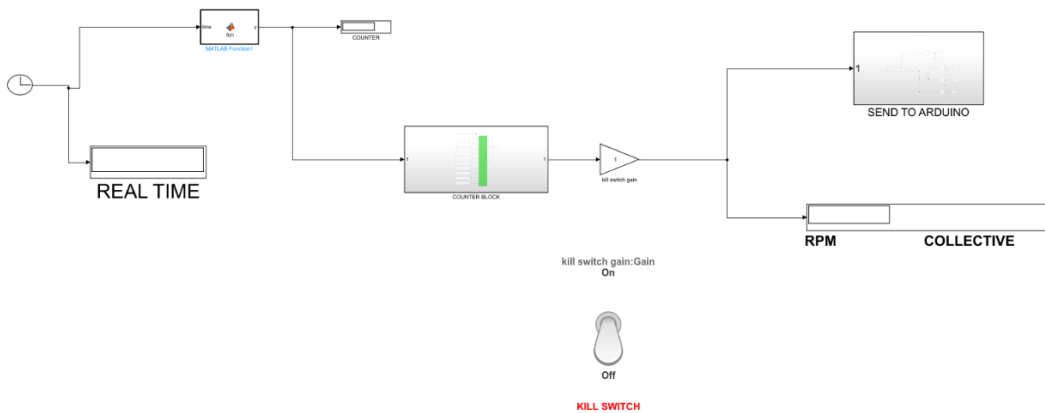 time
fcn
MATLAB Function1
COUNTER
REAL TIME
1
1
COUNTER BLOCK
1
kill switch gain
1
SEND TO ARDUINO
RPM
COLLECTIVE
kill switch gain:Gain
On
Off
KILL SWITCH